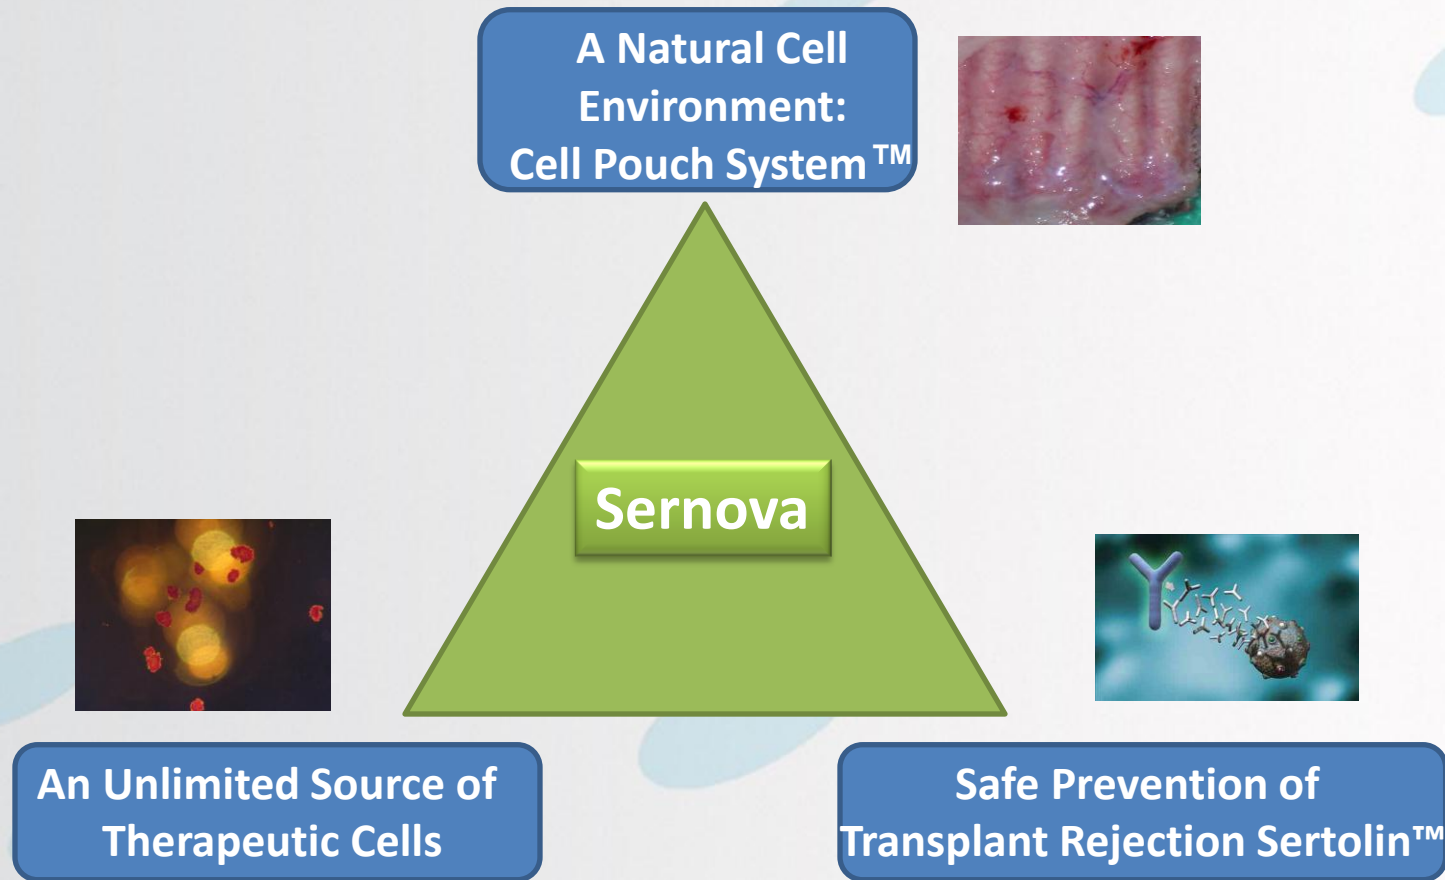 A Natural Cell
Environment:
Cell Pouch System™
Sernova
An Unlimited Source of
Therapeutic Cells
Safe Prevention of
Transplant Rejection Sertolin™